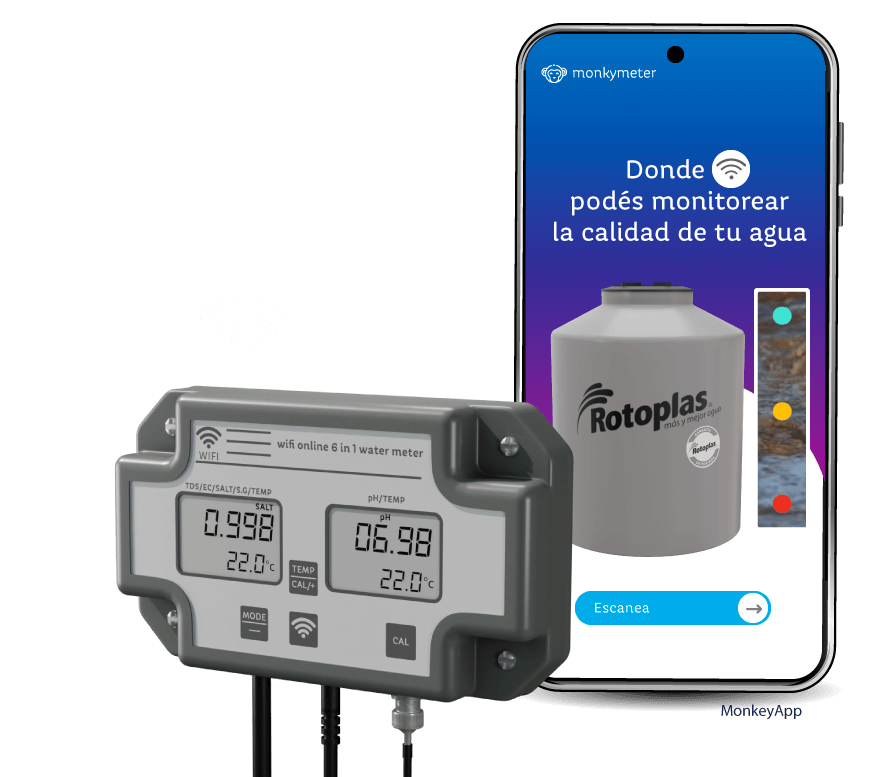 monkymeter
Donde
podés monitorear
la calidad de tu agua
Rotoplas
más y mejor agua
Rotoplas
Escanea
MonkeyApp
WIFI
wifi online 6 in 1 water meter
TDS/EC/SALT/S.G/TEMP
pH/TEMP
SALT
0.998
22.0°C
pH
06.98
22.0°C
TEMP
CAL/+
MODE
—
CAL